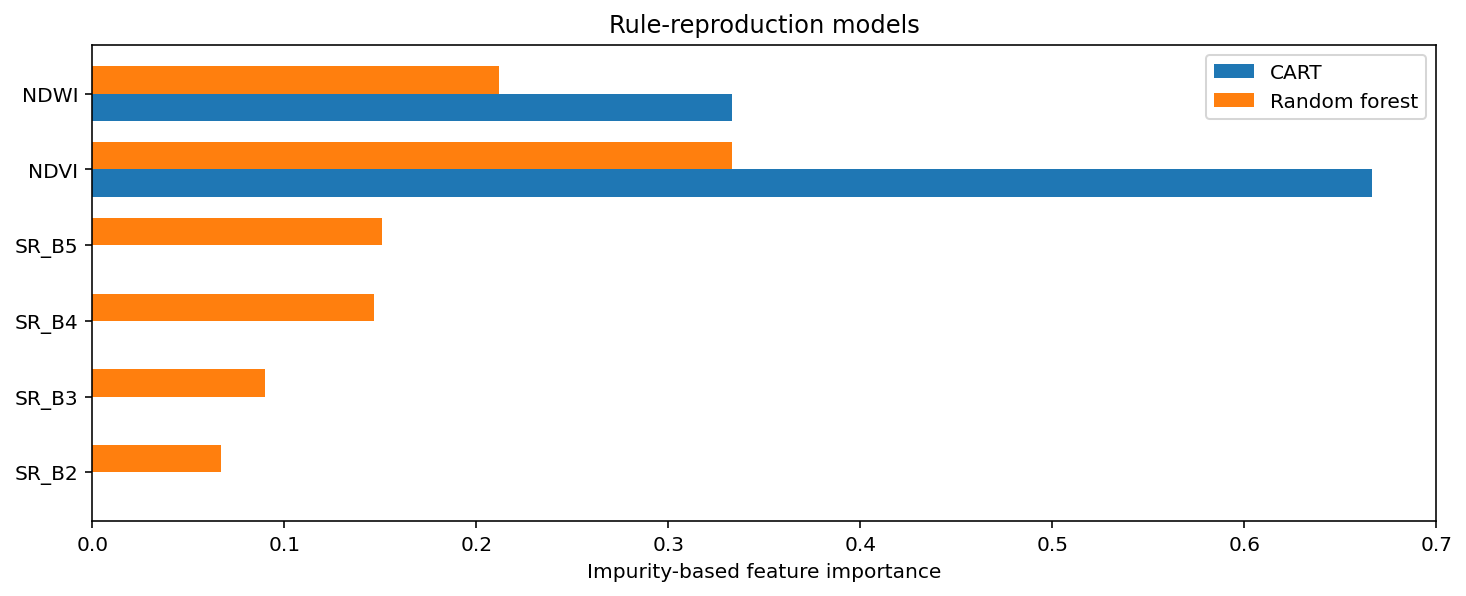 Rule-reproduction models
CART
Random forest
NDWI
NDVI
SR_B5
SR_B4
SR_B3
SR_B2
0.0 0.1 0.2 0.3 0.4 0.5 0.6 0.7
Impurity-based feature importance